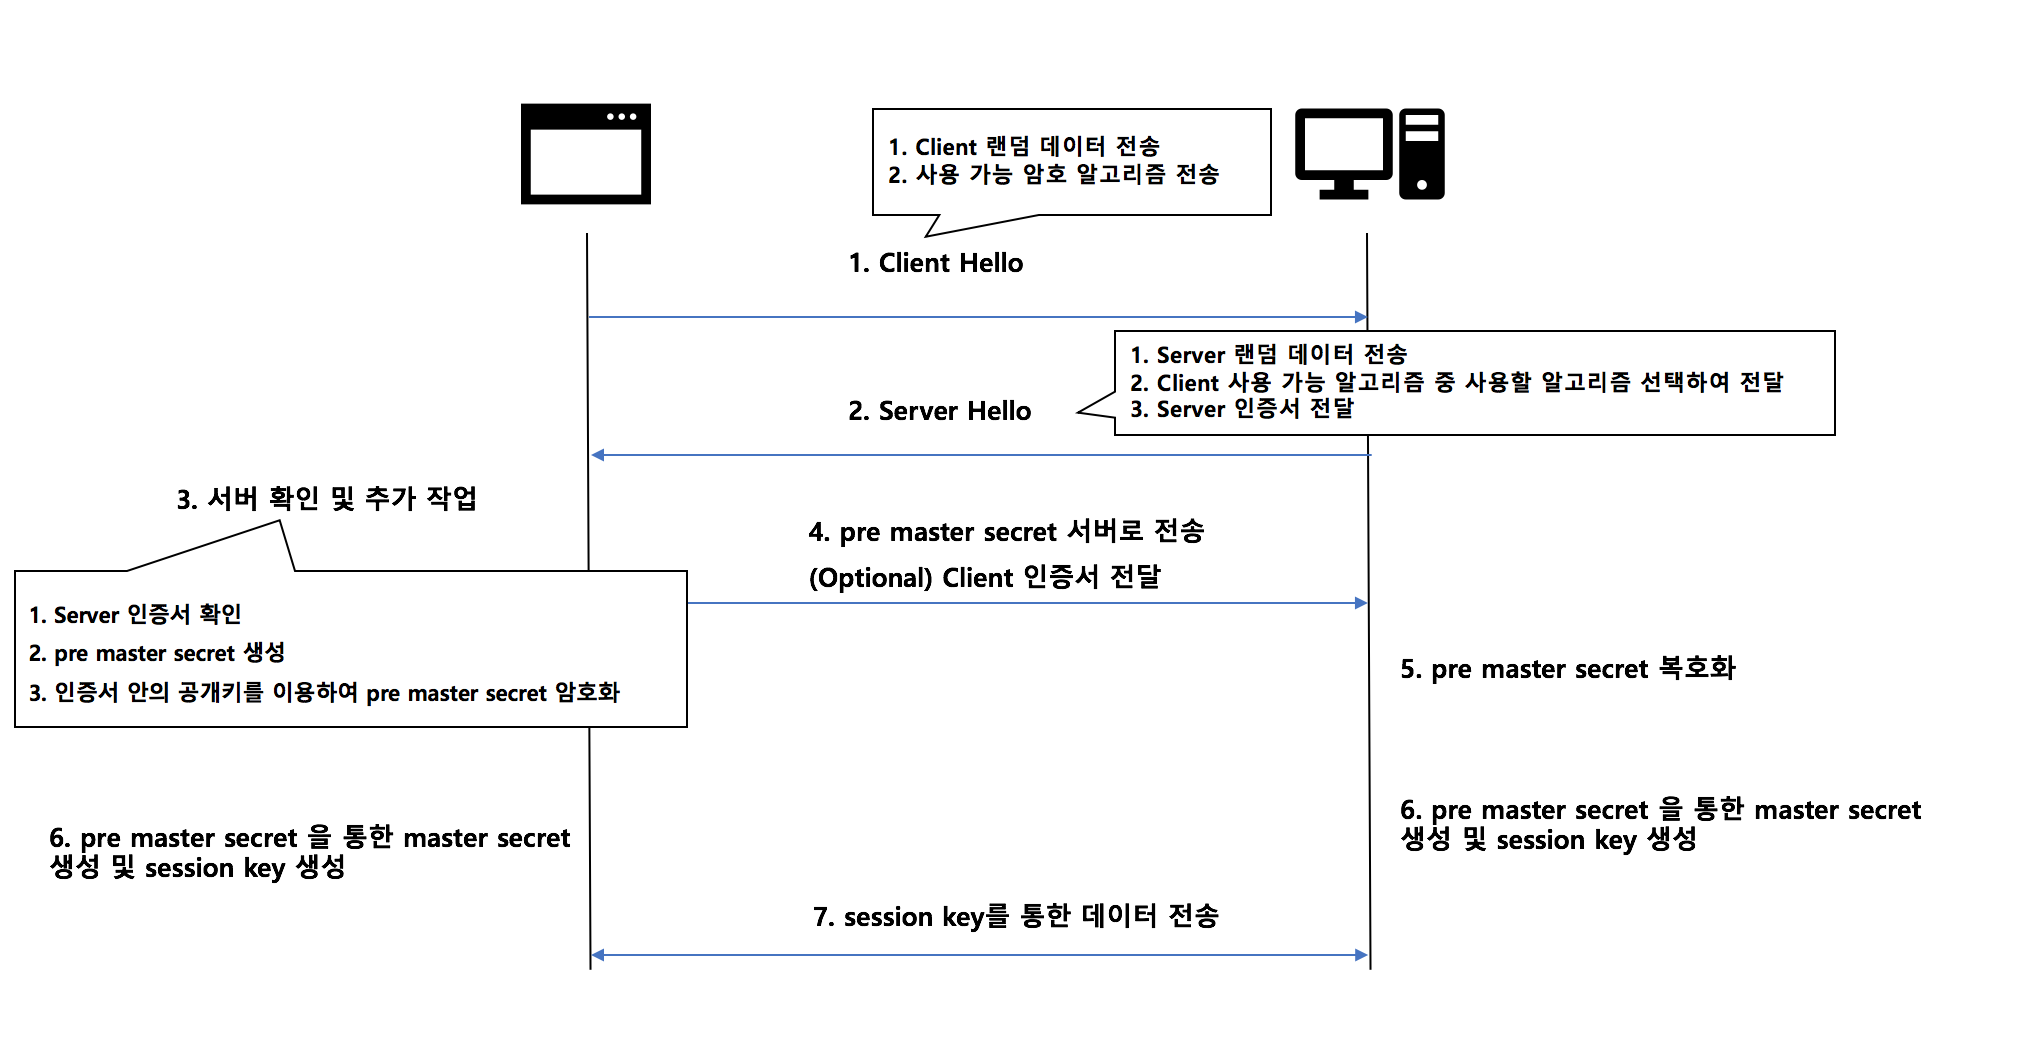 1. Client 랜덤 데이터 전송
2. 사용 가능 암호 알고리즘 전송
1. Client Hello
1. Server 랜덤 데이터 전송
2. Client 사용 가능 알고리즘 중 사용할 알고리즘 선택하여 전달
3. Server 인증서 전달
2. Server Hello
3. 서버 확인 및 추가 작업
1. Server 인증서 확인
2. pre master secret 생성
3. 인증서 안의 공개키를 이용하여 pre master secret 암호화
4. pre master secret 서버로 전송
(Optional) Client 인증서 전달
5. pre master secret 복호화
6. pre master secret 을 통한 master secret
생성 및 session key 생성
6. pre master secret 을 통한 master secret
생성 및 session key 생성
7. session key를 통한 데이터 전송